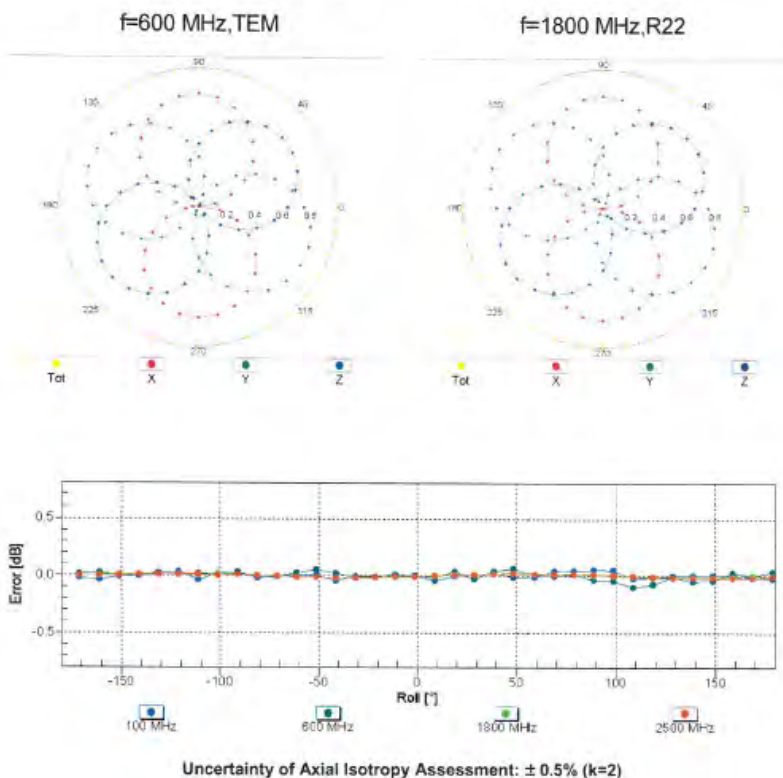 f=600 MHz,TEM
f=1800 MHz,R22
90
90
135
45
135
45
180
0.2 0.4 0.6 0.8
0
180
0.2 0.4 0.6 0.8
0
225
315
225
315
270
270
Tot X Y Z
Tot X Y Z
Error [dB]
0.5
0.0
-0.5
-150 -100 -50 0 50 100 150
Roll [°]
100 MHz 600 MHz 1800 MHz 2500 MHz
Uncertainty of Axial Isotropy Assessment: ± 0.5% (k=2)